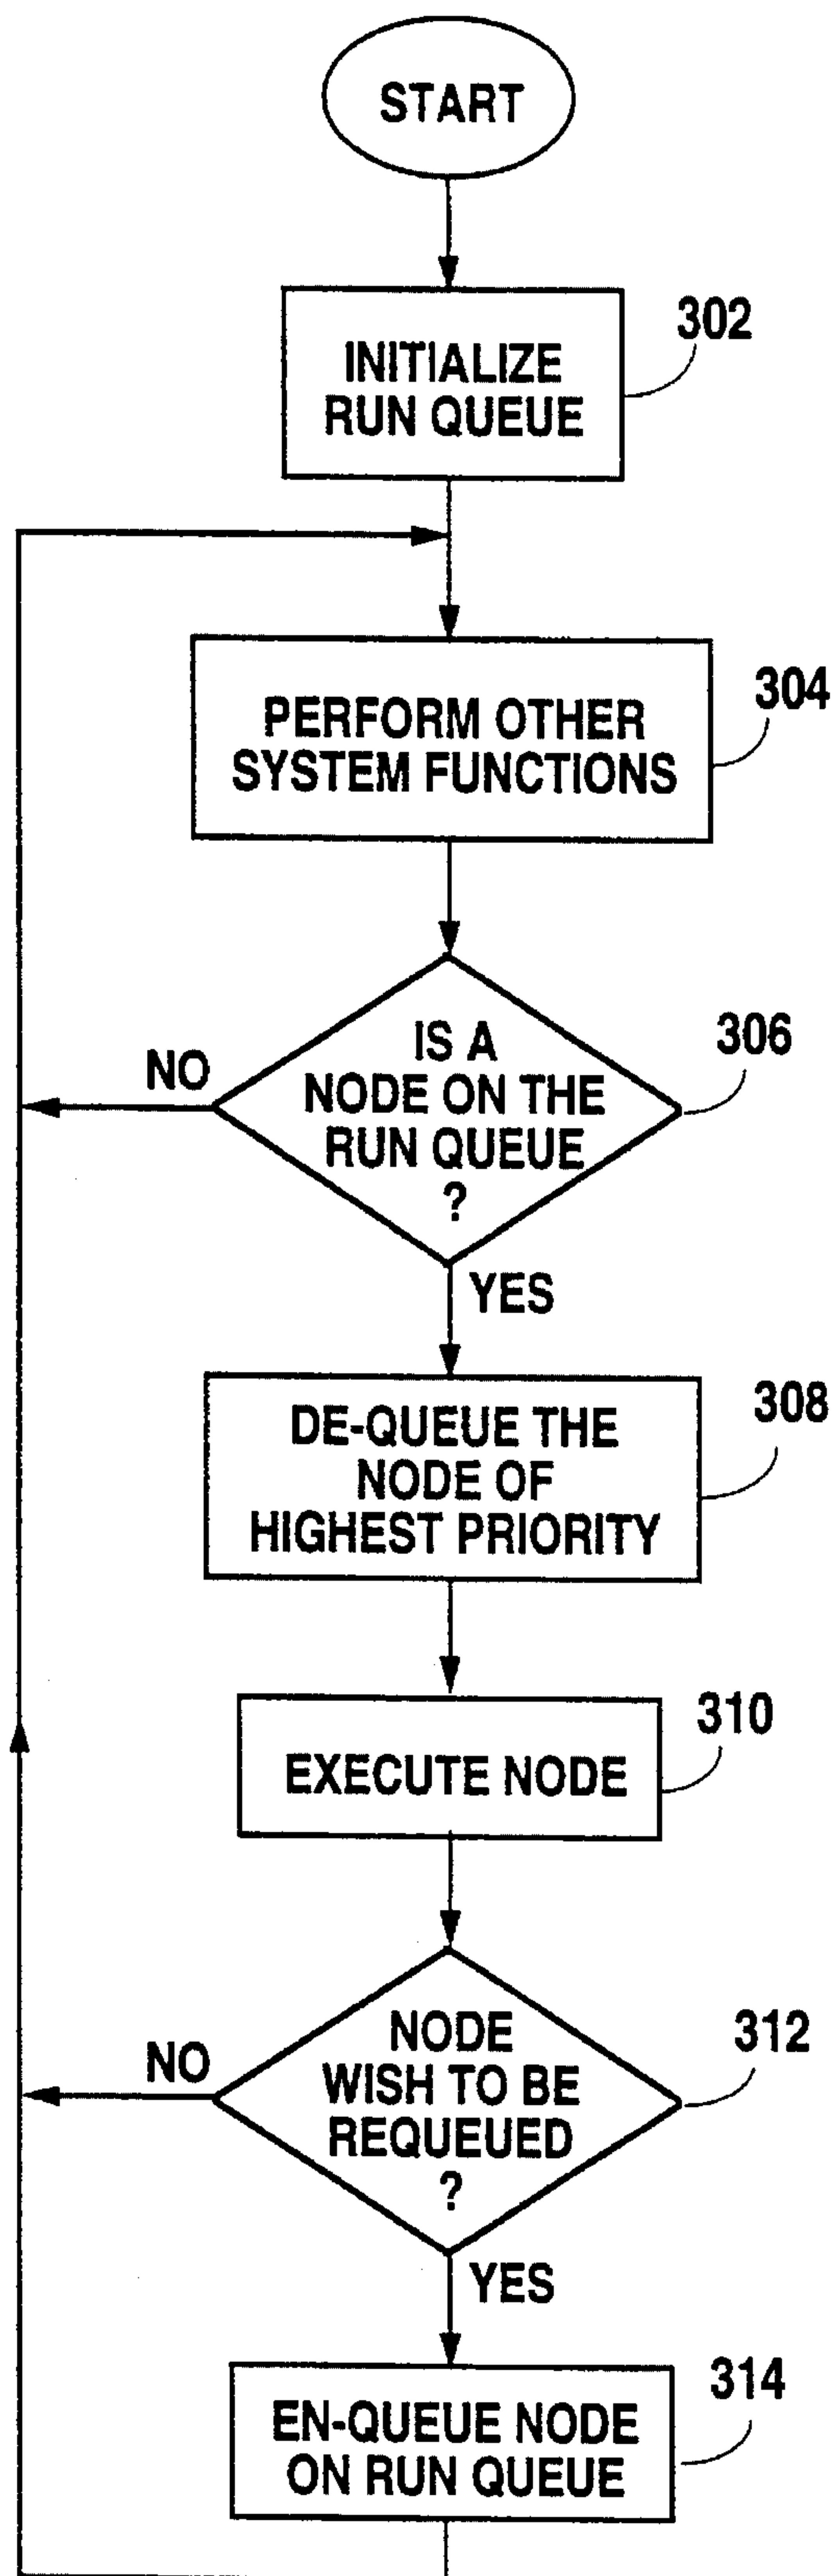 START
INITIALIZE
RUN QUEUE
302
PERFORM OTHER
SYSTEM FUNCTIONS
304
IS A
NODE ON THE
RUN QUEUE
?
306
NO
YES
DE-QUEUE THE
NODE OF
HIGHEST PRIORITY
308
EXECUTE NODE
310
NODE
WISH TO BE
REQUEUED
?
312
NO
YES
EN-QUEUE NODE
ON RUN QUEUE
314